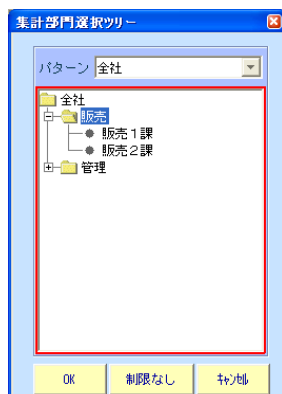 集計部門選択ツリー
パターン 全社
全社
販売
販売1課
販売2課
管理
OK 制限なし ｷｬﾝｾﾙ